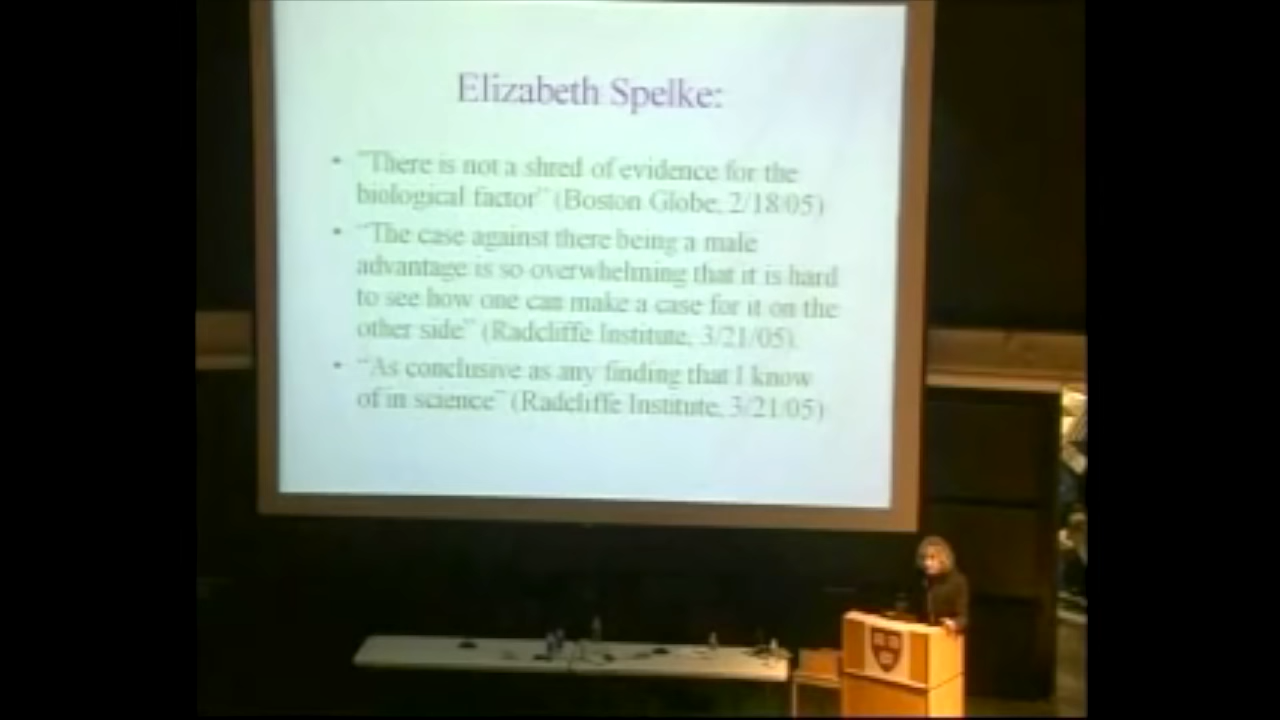 Elizabeth Spelke:
• "There is not a shred of evidence for the
biological factor" (Boston Globe, 2/18/05)
• "The case against there being a male
advantage is so overwhelming that it is hard
to see how one can make a case for it on the
other side" (Radcliffe Institute, 3/21/05).
• "As conclusive as any finding that I know
of in science" (Radcliffe Institute, 3/21/05)